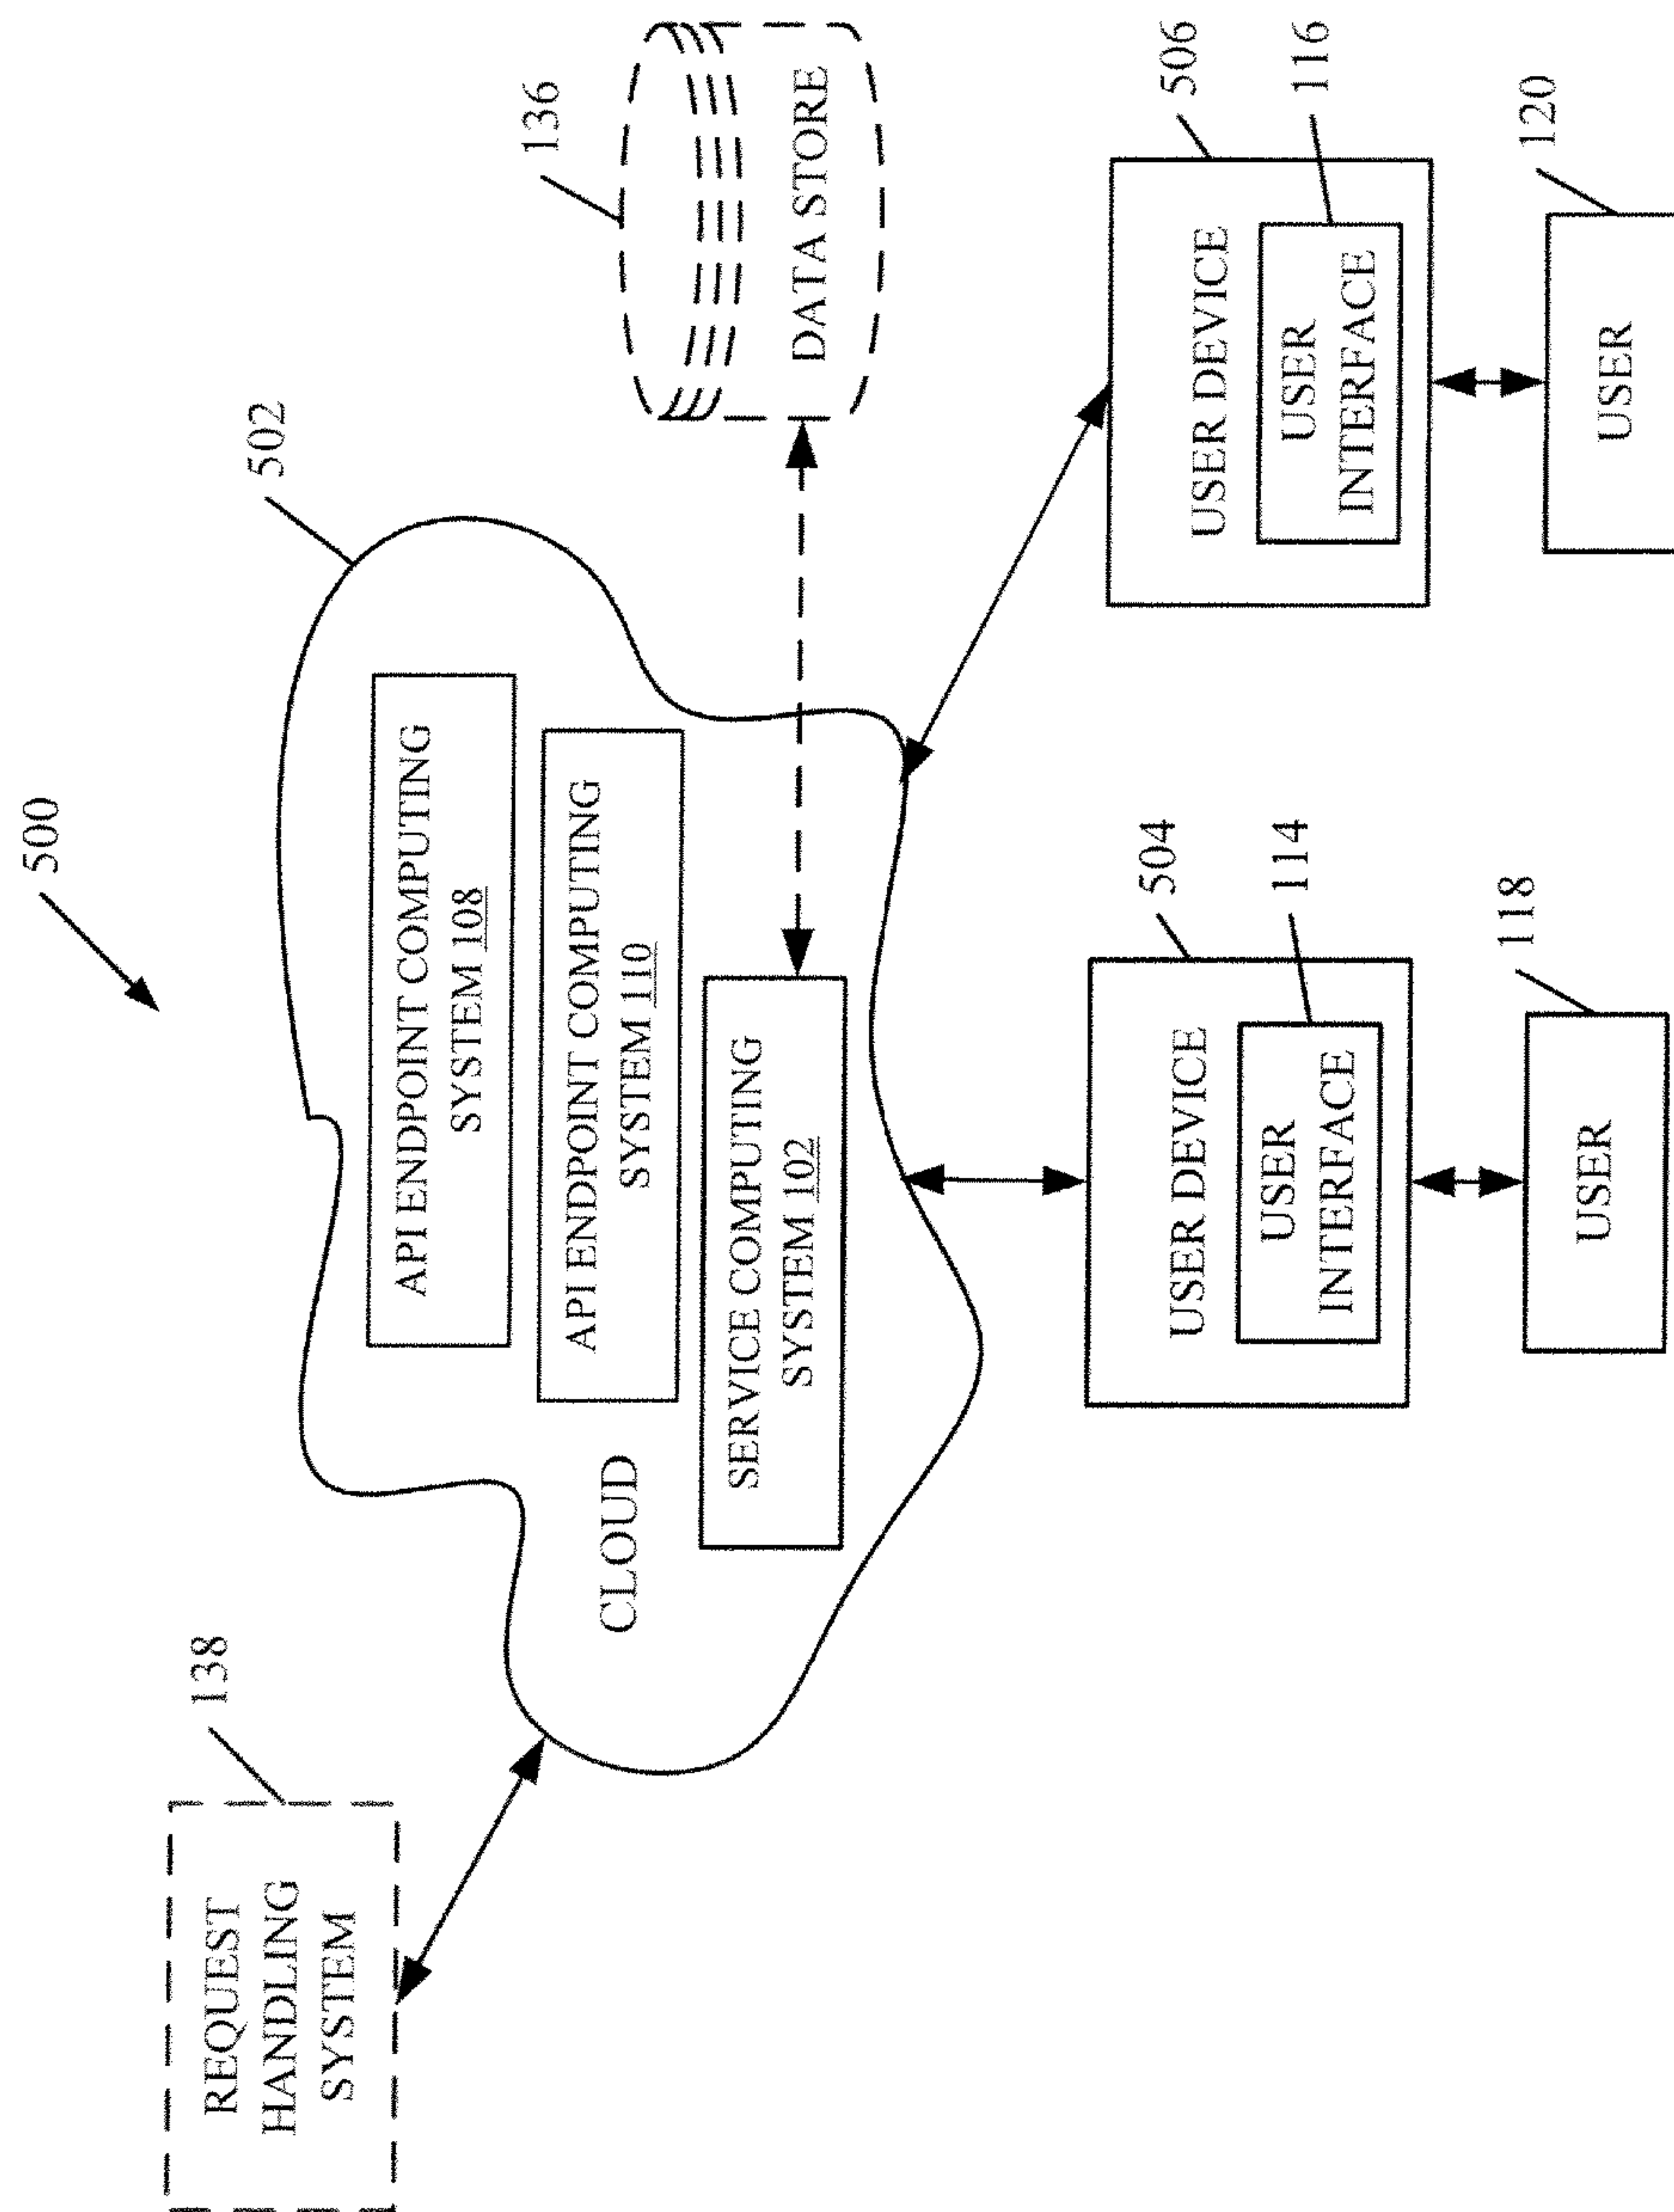 500
138
REQUEST
HANDLING
SYSTEM
502
API ENDPOINT COMPUTING
SYSTEM 108
API ENDPOINT COMPUTING
SYSTEM 110
CLOUD
SERVICE COMPUTING
SYSTEM 102
136
DATA STORE
504
USER DEVICE
114
USER
INTERFACE
118
USER
506
USER DEVICE
116
USER
INTERFACE
120
USER